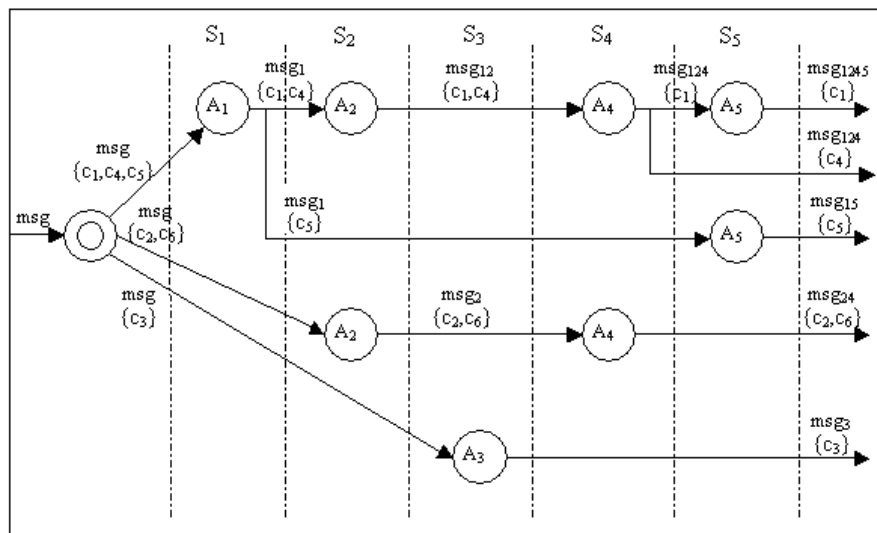 S₁ S₂ S₃ S₄ S₅
msg₁
{c₁,c₄}
msg₁₂
{c₁,c₄}
msg₁₂₄
{c₁}
msg₁₂₄₅
{c₁}
A₁ A₂ A₄ A₅
msg₁₂₄
{c₄}
msg
{c₁,c₄,c₅}
msg
msg
{c₂,c₆}
msg₁
{c₅}
A₅
msg₁₅
{c₅}
msg
{c₃}
A₂
msg₂
{c₂,c₆}
A₄
msg₂₄
{c₂,c₆}
A₃
msg₃
{c₃}